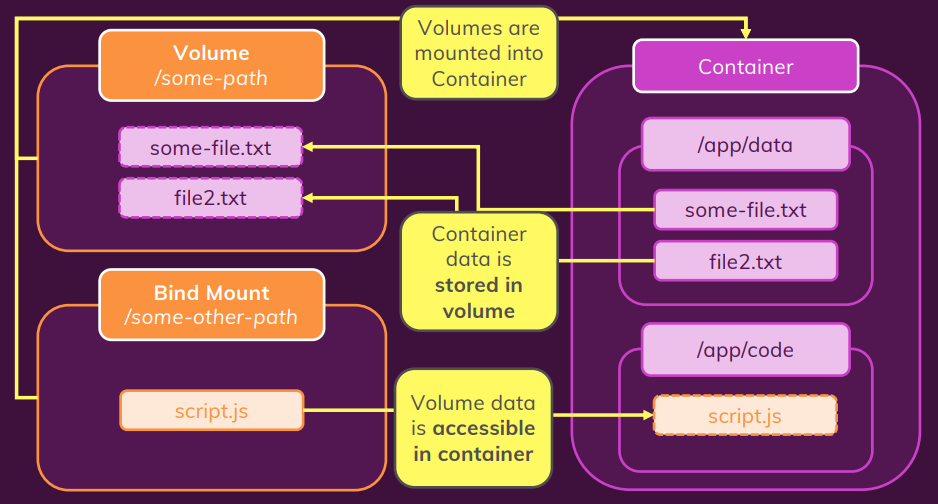 Volumes are
mounted into
Container
Volume
/some-path
some-file.txt
file2.txt
Container
/app/data
some-file.txt
file2.txt
Container
data is
stored in
volume
Bind Mount
/some-other-path
script.js
Volume data
is accessible
in container
/app/code
script.js